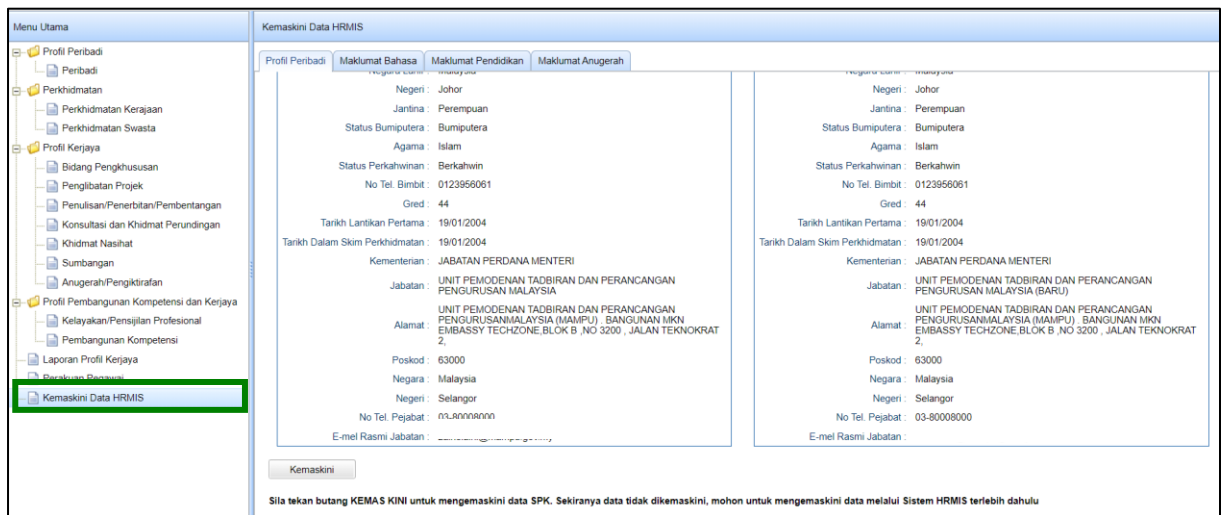 Menu Utama
Profil Peribadi
Peribadi
Perkhidmatan
Perkhidmatan Kerajaan
Perkhidmatan Swasta
Profil Kerjaya
Bidang Pengkhususan
Penglibatan Projek
Penulisan/Penerbitan/Pembentangan
Konsultasi dan Khidmat Perundingan
Khidmat Nasihat
Sumbangan
Anugerah/Pengiktirafan
Profil Pembangunan Kompetensi dan Kerjaya
Kelayakan/Pensijilan Profesional
Pembangunan Kompetensi
Laporan Profil Kerjaya
Perakuan Pegawai
Kemaskini Data HRMIS
Kemaskini Data HRMIS
Profil Peribadi Maklumat Bahasa Maklumat Pendidikan Maklumat Anugerah
Negeri : Johor
Jantina : Perempuan
Status Bumiputera : Bumiputera
Agama : Islam
Status Perkahwinan : Berkahwin
No Tel. Bimbit : 0123956061
Gred : 44
Tarikh Lantikan Pertama : 19/01/2004
Tarikh Dalam Skim Perkhidmatan : 19/01/2004
Kementerian : JABATAN PERDANA MENTERI
Jabatan : UNIT PEMODENAN TADBIRAN DAN PERANCANGAN
PENGURUSAN MALAYSIA
Alamat : UNIT PEMODENAN TADBIRAN DAN PERANCANGAN
PENGURUSANMALAYSIA (MAMPU) . BANGUNAN MKN
EMBASSY TECHZONE,BLOK B ,NO 3200 , JALAN TEKNOKRAT
2,
Poskod : 63000
Negara : Malaysia
Negeri : Selangor
No Tel. Pejabat : 03-80008000
E-mel Rasmi Jabatan :
Negeri : Johor
Jantina : Perempuan
Status Bumiputera : Bumiputera
Agama : Islam
Status Perkahwinan : Berkahwin
No Tel. Bimbit : 0123956061
Gred : 44
Tarikh Lantikan Pertama : 19/01/2004
Tarikh Dalam Skim Perkhidmatan : 19/01/2004
Kementerian : JABATAN PERDANA MENTERI
Jabatan : UNIT PEMODENAN TADBIRAN DAN PERANCANGAN
PENGURUSAN MALAYSIA (BARU)
Alamat : UNIT PEMODENAN TADBIRAN DAN PERANCANGAN
PENGURUSANMALAYSIA (MAMPU) . BANGUNAN MKN
EMBASSY TECHZONE,BLOK B ,NO 3200 , JALAN TEKNOKRAT
2,
Poskod : 63000
Negara : Malaysia
Negeri : Selangor
No Tel. Pejabat : 03-80008000
E-mel Rasmi Jabatan :
Kemaskini
Sila tekan butang KEMAS KINI untuk mengemaskini data SPK. Sekiranya data tidak dikemaskini, mohon untuk mengemaskini data melalui Sistem HRMIS terlebih dahulu